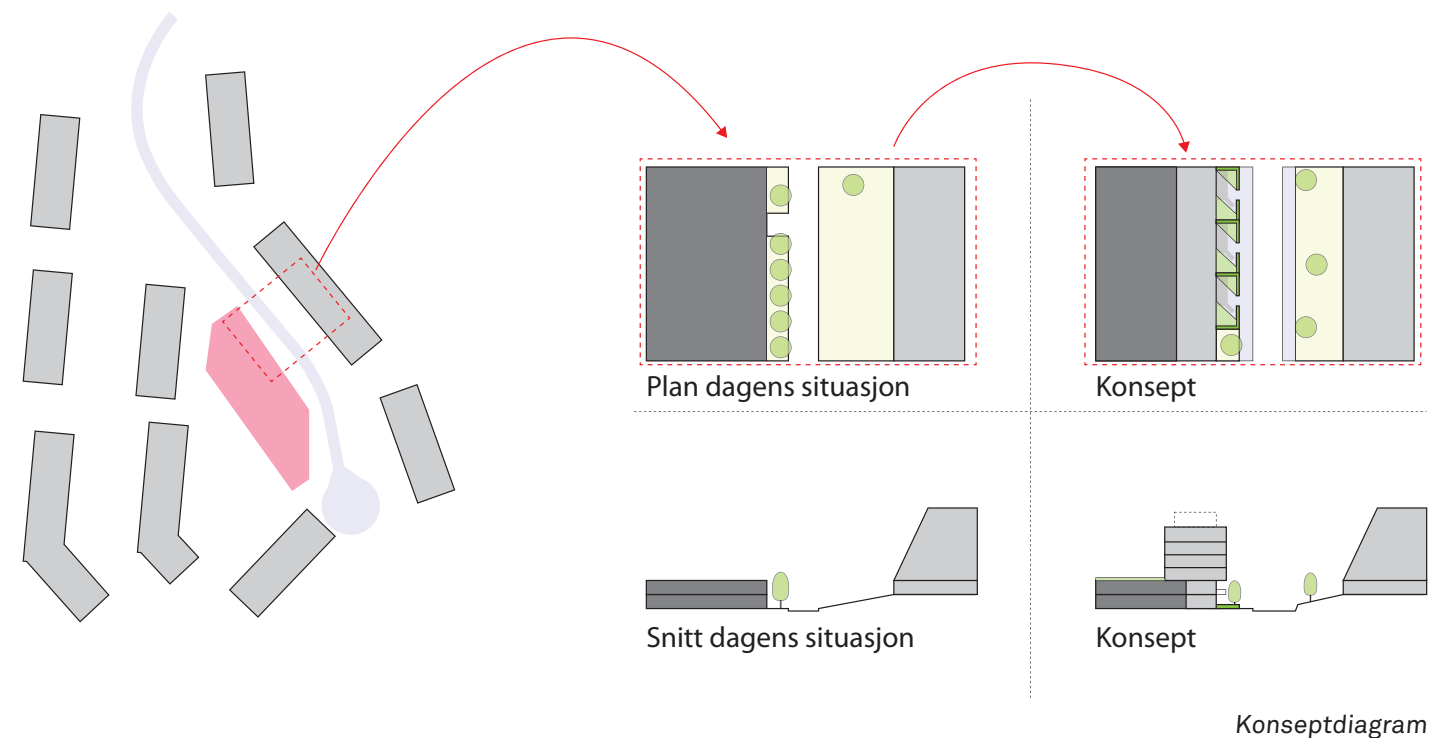 Plan dagens situasjon
Konsept
Snitt dagens situasjon
Konsept
Konseptdiagram